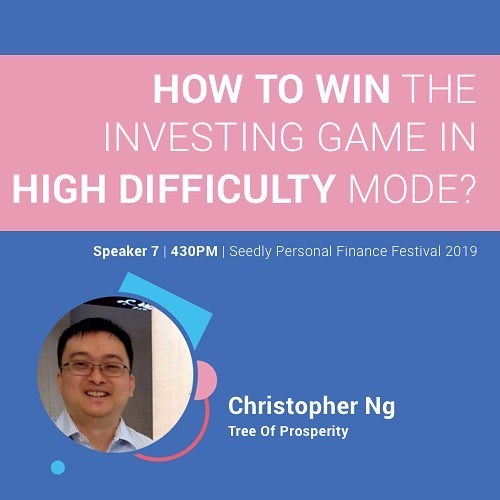 HOW TO WIN THE
INVESTING GAME IN
HIGH DIFFICULTY MODE?
Speaker 7 | 430PM | Seedly Personal Finance Festival 2019
Christopher Ng
Tree Of Prosperity